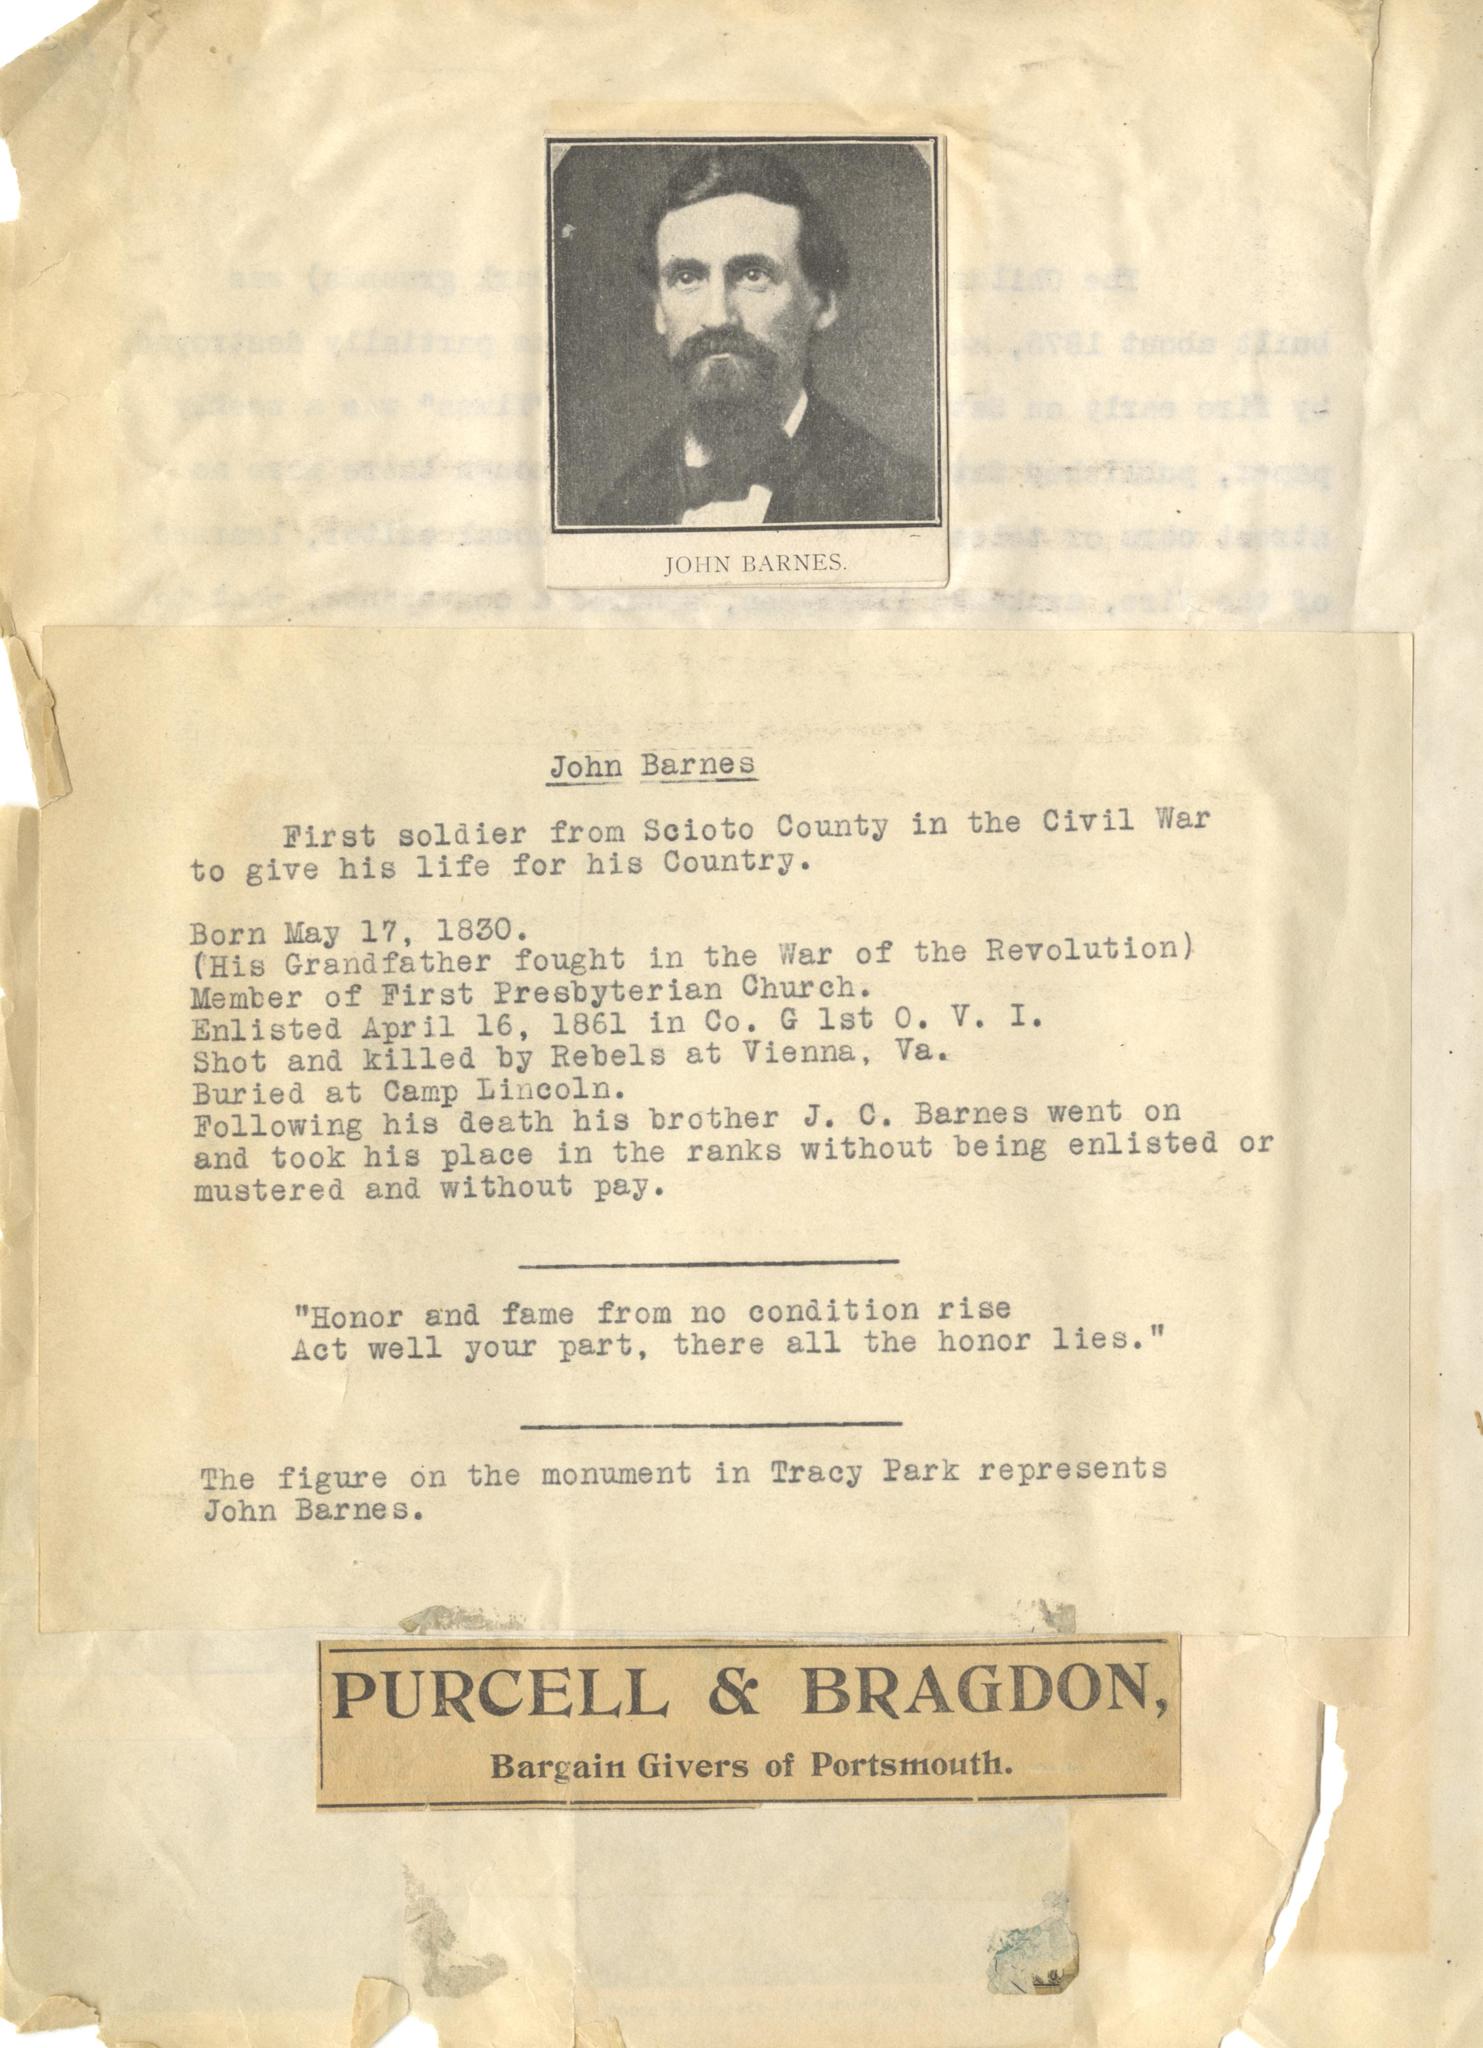 JOHN BARNES.
John Barnes
First soldier from Scioto County in the Civil War
to give his life for his Country.
Born May 17, 1830.
(His Grandfather fought in the War of the Revolution)
Member of First Presbyterian Church.
Enlisted April 16, 1861 in Co. G 1st O. V. I.
Shot and killed by Rebels at Vienna, Va.
Buried at Camp Lincoln.
Following his death his brother J. C. Barnes went on
and took his place in the ranks without being enlisted or
mustered and without pay.
"Honor and fame from no condition rise
Act well your part, there all the honor lies."
The figure on the monument in Tracy Park represents
John Barnes.
PURCELL & BRAGDON,
Bargain Givers of Portsmouth.